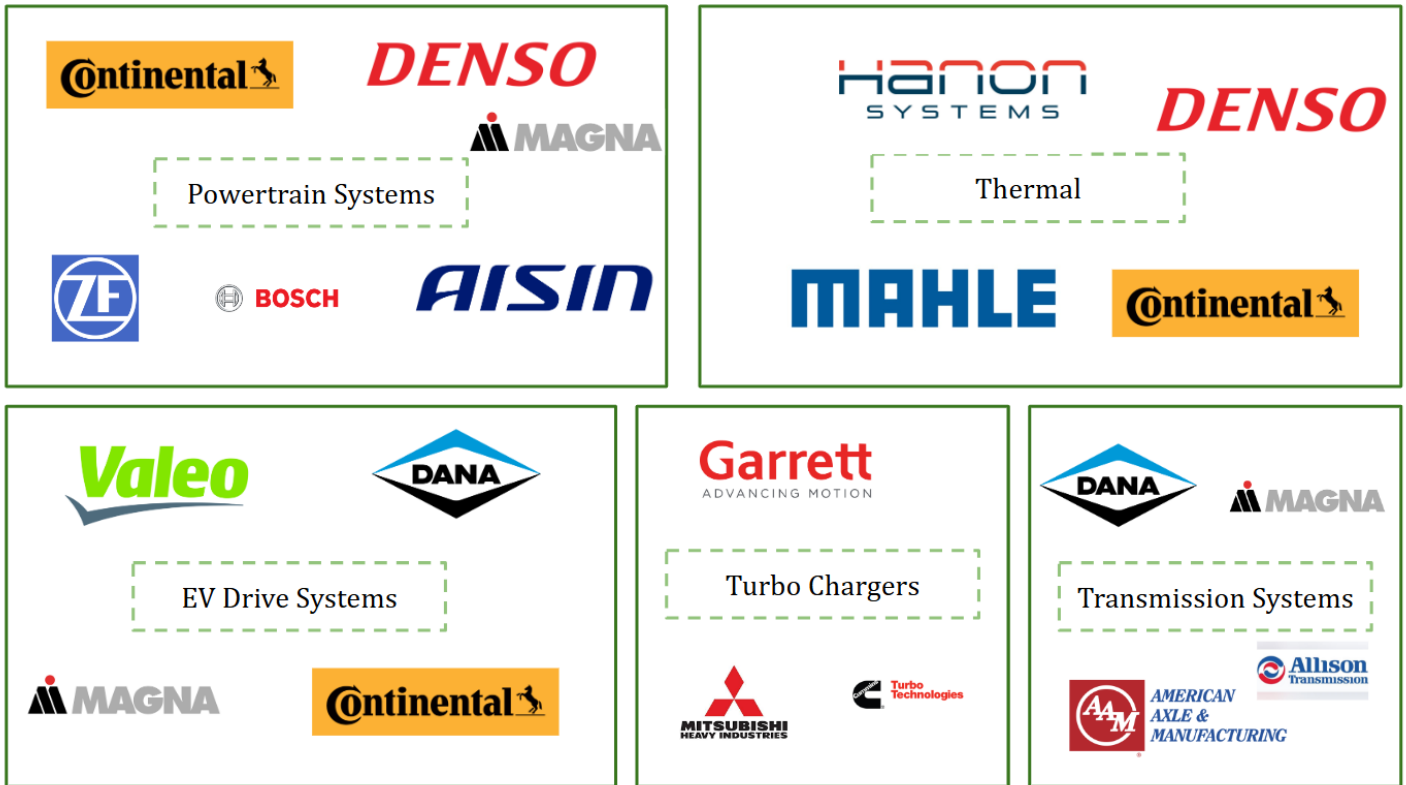 Continental
DENSO
MAGNA
Powertrain Systems
ZF
BOSCH
AISIN
Hanon
SYSTEMS
DENSO
Thermal
MAHLE
Continental
Valeo
DANA
EV Drive Systems
MAGNA
Continental
Garrett
ADVANCING MOTION
Turbo Chargers
MITSUBISHI
HEAVY INDUSTRIES
Cummins
Turbo
Technologies
DANA
MAGNA
Transmission Systems
Allison
Transmission
AAM
AMERICAN
AXLE &
MANUFACTURING